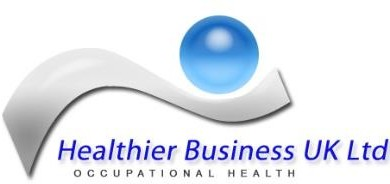 Healthier Business UK Ltd
OCCUPATIONAL HEALTH